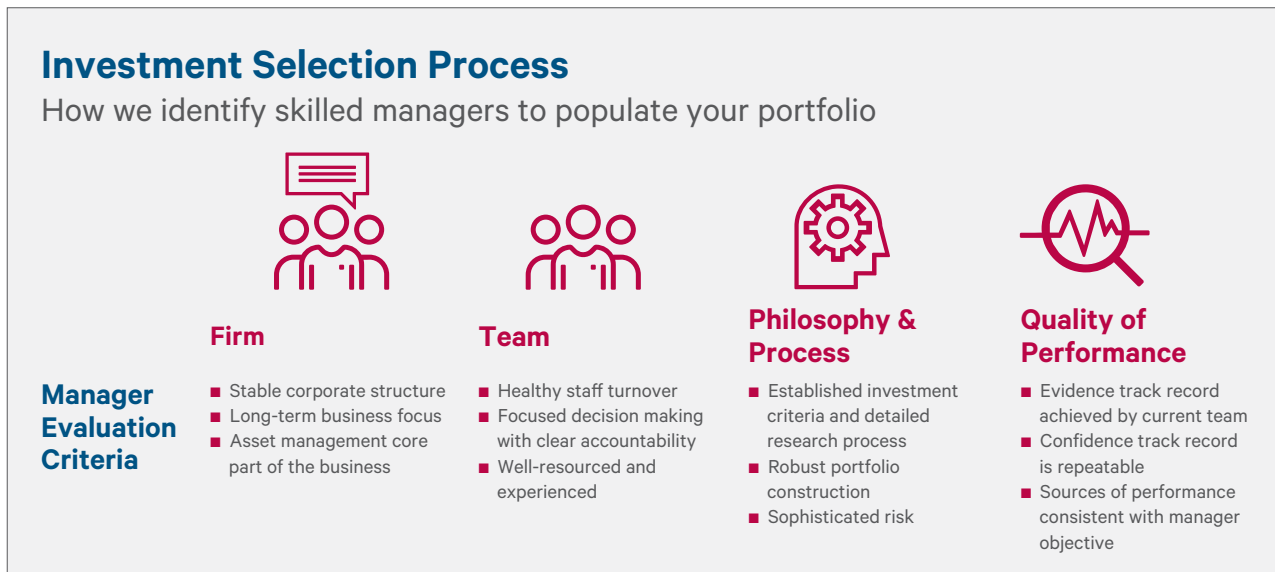 Investment Selection Process
How we identify skilled managers to populate your portfolio
Manager
Evaluation
Criteria
Firm
■ Stable corporate structure
■ Long-term business focus
■ Asset management core
part of the business
Team
■ Healthy staff turnover
■ Focused decision making
with clear accountability
■ Well-resourced and
experienced
Philosophy &
Process
■ Established investment
criteria and detailed
research process
■ Robust portfolio
construction
■ Sophisticated risk
Quality of
Performance
■ Evidence track record
achieved by current team
■ Confidence track record
is repeatable
■ Sources of performance
consistent with manager
objective